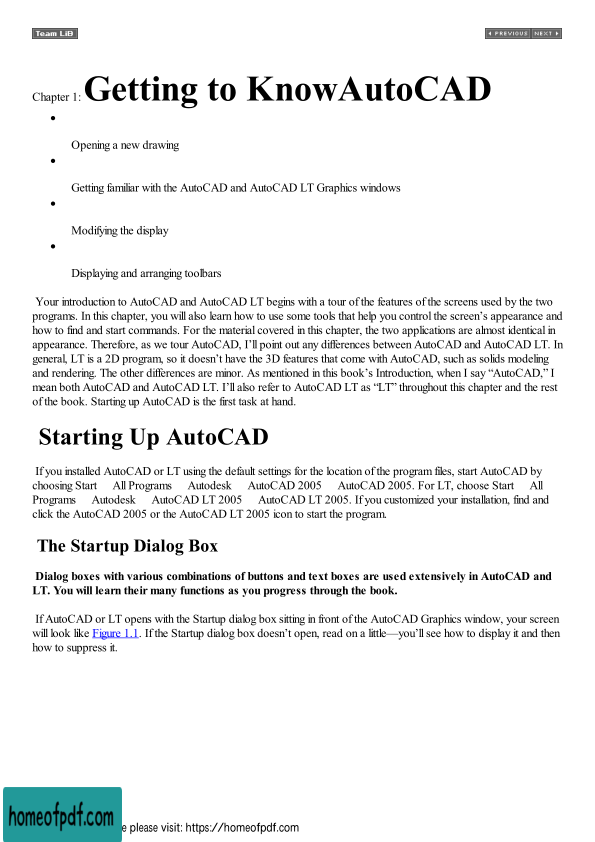 Team LiB
PREVIOUS NEXT
Chapter 1: Getting to KnowAutoCAD
•
Opening a new drawing
•
Getting familiar with the AutoCAD and AutoCAD LT Graphics windows
•
Modifying the display
•
Displaying and arranging toolbars
Your introduction to AutoCAD and AutoCAD LT begins with a tour of the features of the screens used by the two
programs. In this chapter, you will also learn how to use some tools that help you control the screen’s appearance and
how to find and start commands. For the material covered in this chapter, the two applications are almost identical in
appearance. Therefore, as we tour AutoCAD, I’ll point out any differences between AutoCAD and AutoCAD LT. In
general, LT is a 2D program, so it doesn’t have the 3D features that come with AutoCAD, such as solids modeling
and rendering. The other differences are minor. As mentioned in this book’s Introduction, when I say “AutoCAD,” I
mean both AutoCAD and AutoCAD LT. I’ll also refer to AutoCAD LT as “LT” throughout this chapter and the rest
of the book. Starting up AutoCAD is the first task at hand.
Starting Up AutoCAD
If you installed AutoCAD or LT using the default settings for the location of the program files, start AutoCAD by
choosing Start All Programs Autodesk AutoCAD 2005 AutoCAD 2005. For LT, choose Start All
Programs Autodesk AutoCAD LT 2005 AutoCAD LT 2005. If you customized your installation, find and
click the AutoCAD 2005 or the AutoCAD LT 2005 icon to start the program.
The Startup Dialog Box
Dialog boxes with various combinations of buttons and text boxes are used extensively in AutoCAD and
LT. You will learn their many functions as you progress through the book.
If AutoCAD or LT opens with the Startup dialog box sitting in front of the AutoCAD Graphics window, your screen
will look like Figure 1.1. If the Startup dialog box doesn’t open, read on a little—you’ll see how to display it and then
how to suppress it.
homeofpdf.com
e please visit: https://homeofpdf.com